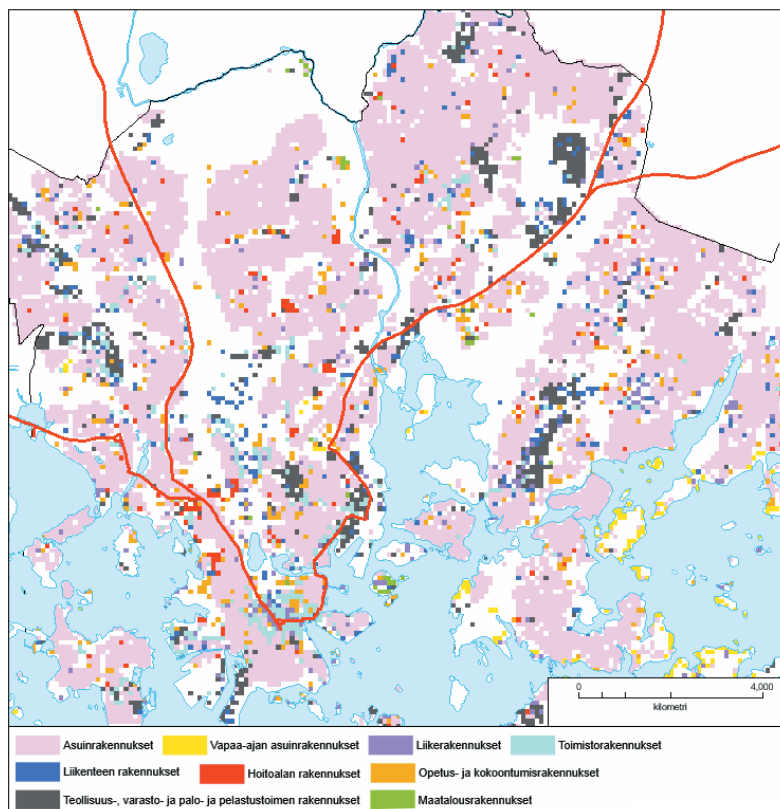 0 4,000
kilometri
Asuinrakennukset Vapaa-ajan asuinrakennukset Liikerakennukset Toimistorakennukset
Liikenteen rakennukset Hoitoalan rakennukset Opetus- ja kokoontumisrakennukset
Teollisuus-, varasto- ja palo- ja pelastustoimen rakennukset Maatalousrakennukset